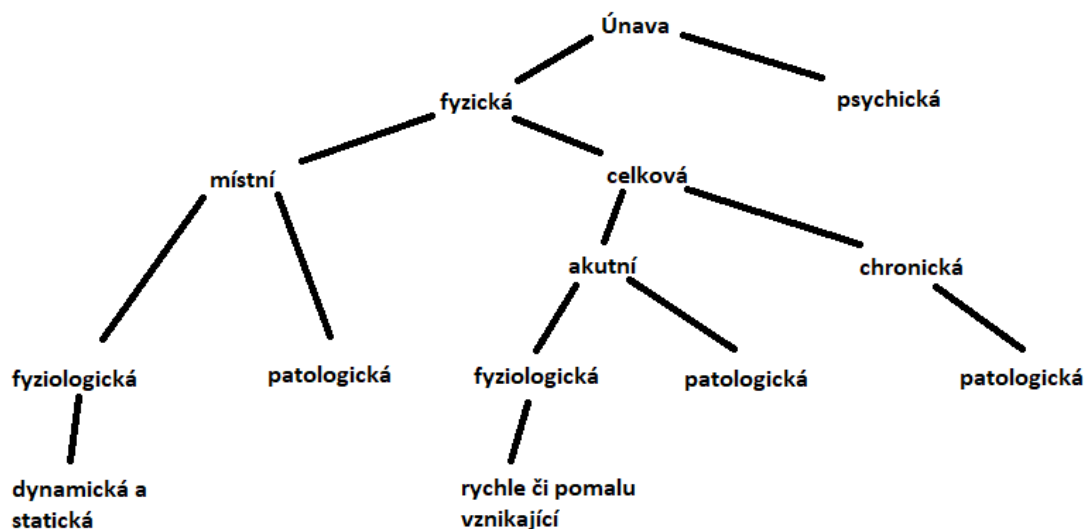 Únava
fyzická
psychická
místní
celková
akutní
chronická
fyziologická
patologická
fyziologická
patologická
patologická
dynamická a
statická
rychle či pomalu
vznikající